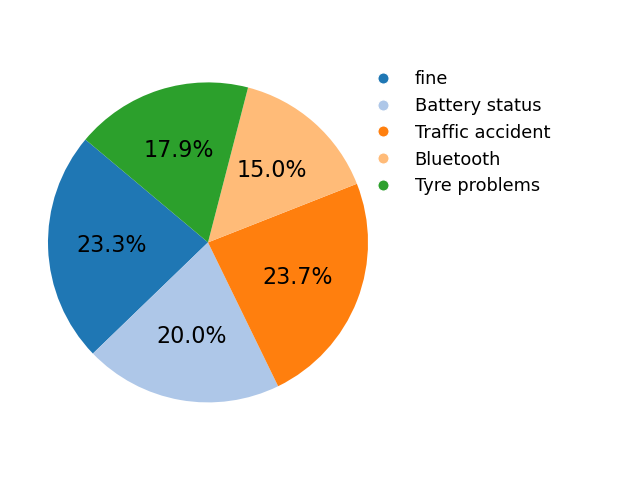 fine
Battery status
Traffic accident
Bluetooth
Tyre problems
17.9%
15.0%
23.3%
23.7%
20.0%